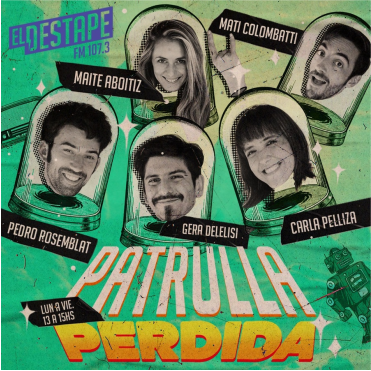 EL DESTAPE
FM 107.3
MATI COLOMBATTI
MAITE ABOITIZ
PEDRO ROSEMBLAT
GERA DELELISI
CARLA PELLIZA
PATRULLA
PERDIDA
LUN A VIE.
13 A 15HS